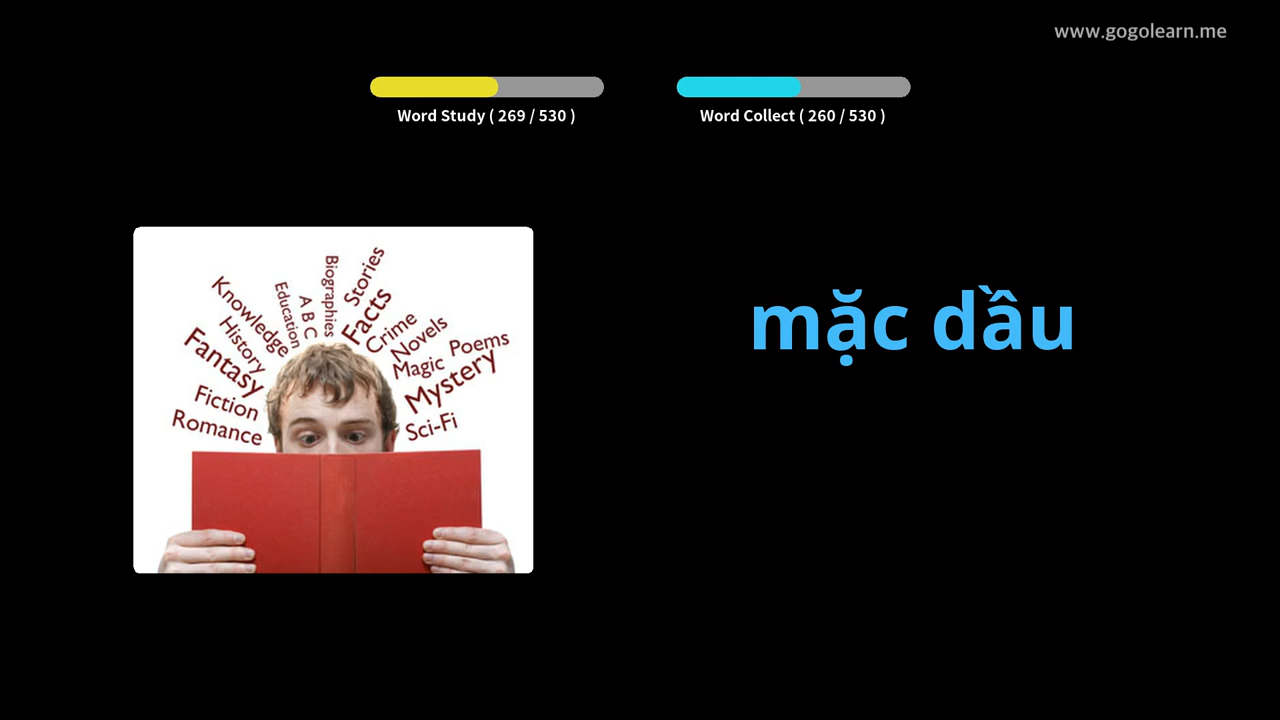 www.gogolearn.me
Word Study ( 269 / 530 )
Word Collect ( 260 / 530 )
Knowledge
History
Education
A B C
Biographies
Stories
Facts
Crime
Novels
Poems
Magic
Mystery
Sci-Fi
Fantasy
Fiction
Romance
mặc dầu